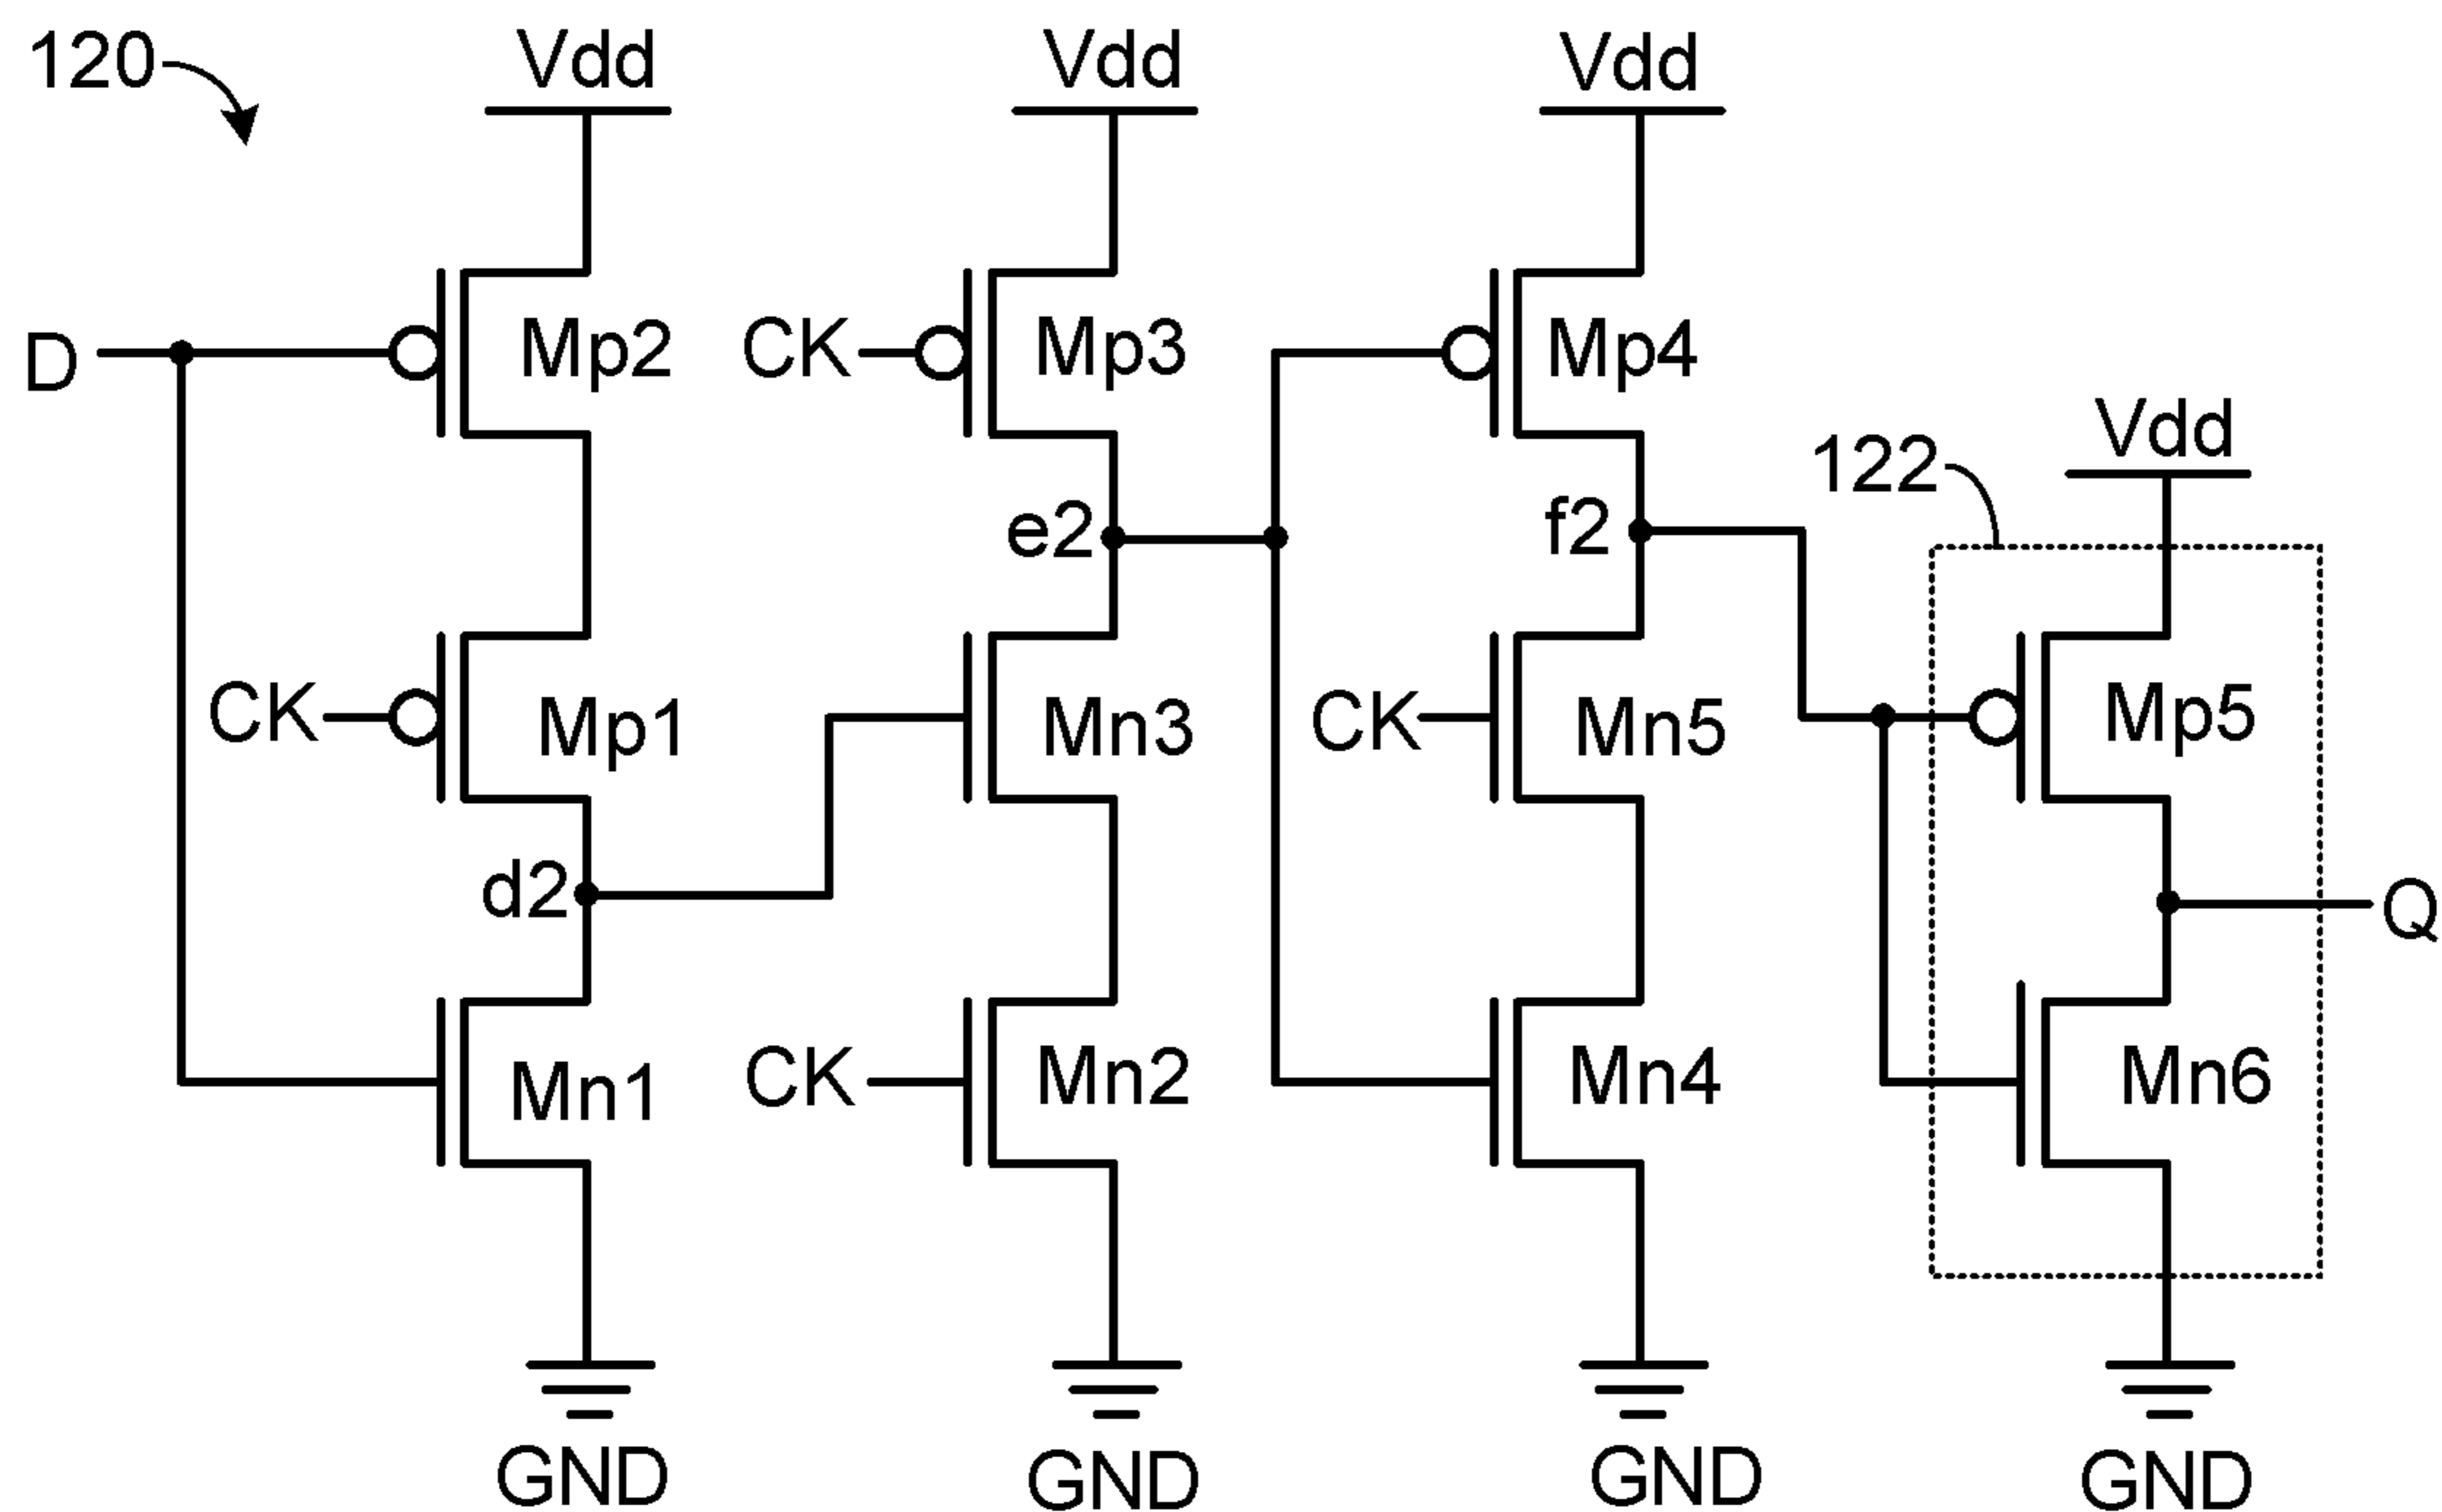 120
Vdd
Vdd
Vdd
D
Mp2
CK
Mp3
Mp4
Vdd
122
e2
f2
CK
Mp1
Mn3
CK
Mn5
Mp5
d2
Q
Mn1
CK
Mn2
Mn4
Mn6
GND
GND
GND
GND